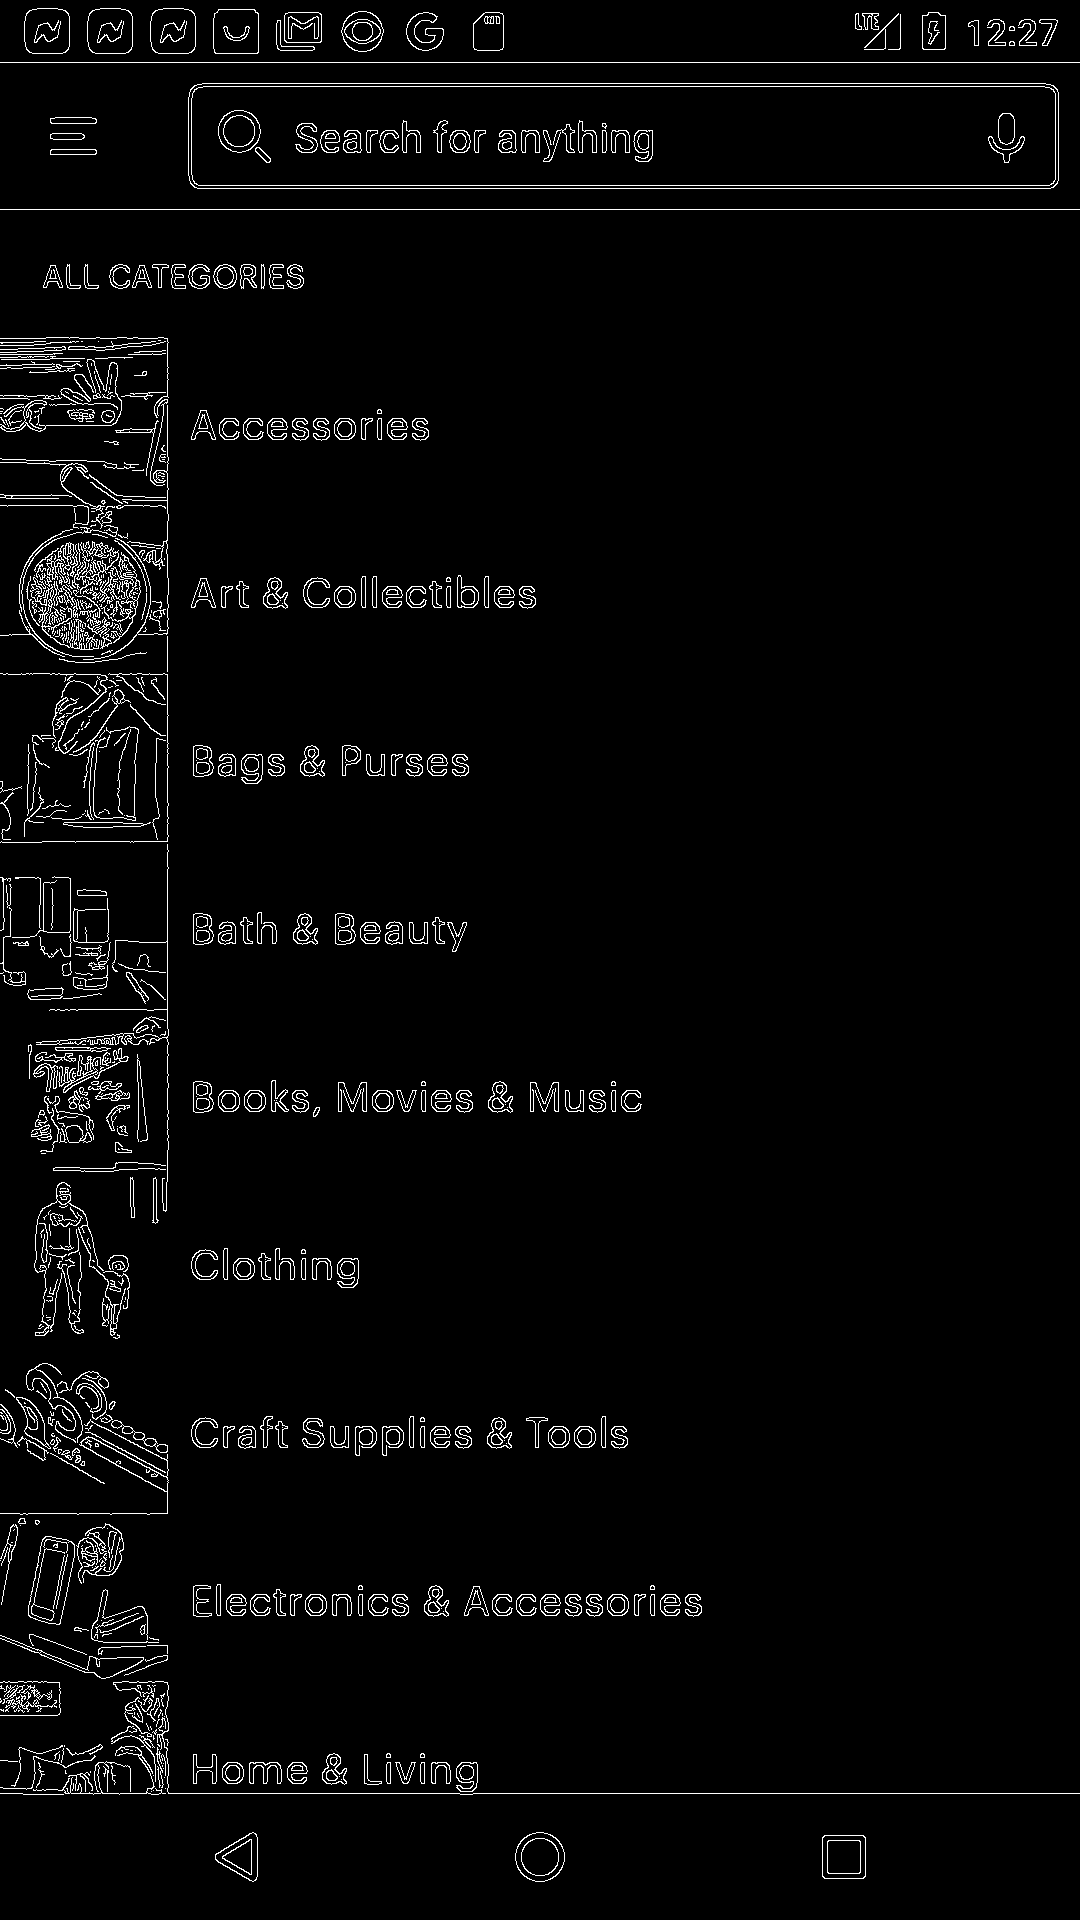 LTE 12:27
Search for anything
ALL CATEGORIES
Accessories
Art & Collectibles
Bags & Purses
Bath & Beauty
Michigan
Books, Movies & Music
Clothing
Craft Supplies & Tools
Electronics & Accessories
Home & Living